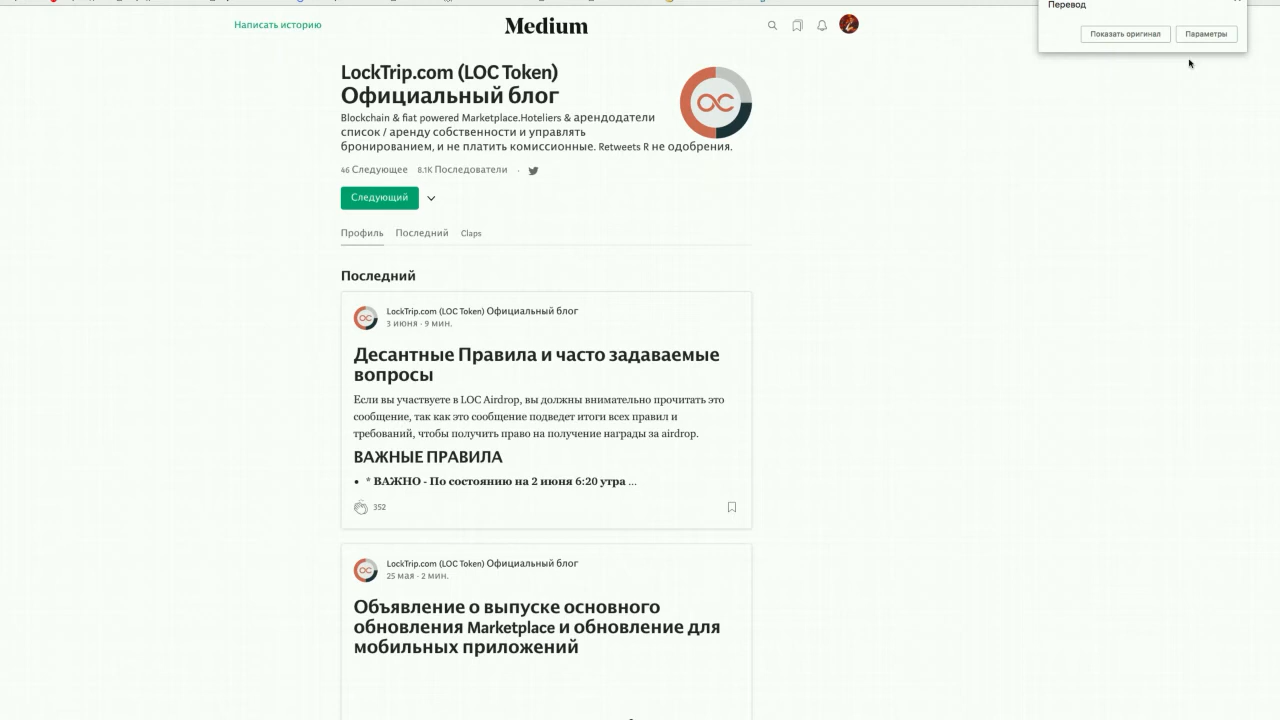 Перевод
Показать оригинал
Параметры
Написать историю
Medium
LockTrip.com (LOC Token)
Официальный блог
Blockchain & fiat powered Marketplace.Hoteliers & арендодатели
список / аренду собственности и управлять
бронированием, и не платить комиссионные. Retweets R не одобрения.
46 Следующее 8.1K Последователи ·
Следующий
Профиль Последний Claps
Последний
LockTrip.com (LOC Token) Официальный блог
3 июня · 9 мин.
Десантные Правила и часто задаваемые
вопросы
Если вы участвуете в LOC Airdrop, вы должны внимательно прочитать это
сообщение, так как это сообщение подведет итоги всех правил и
требований, чтобы получить право на получение награды за airdrop.
ВАЖНЫЕ ПРАВИЛА
• * ВАЖНО - По состоянию на 2 июня 6:20 утра ...
352
LockTrip.com (LOC Token) Официальный блог
25 мая · 2 мин.
Объявление о выпуске основного
обновления Marketplace и обновление для
мобильных приложений